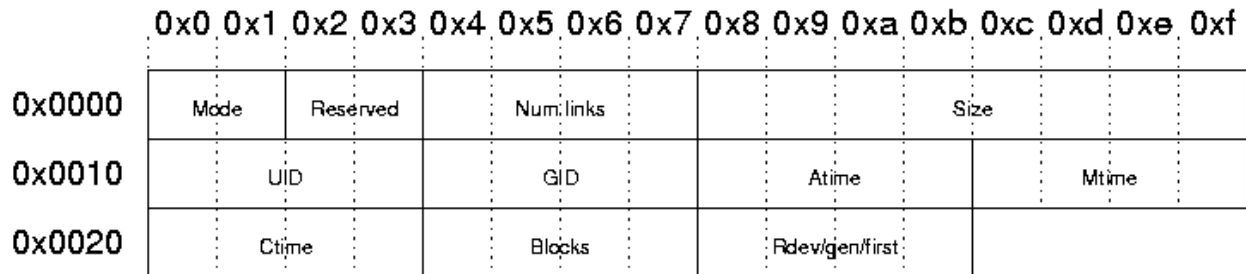 0x0 0x1 0x2 0x3 0x4 0x5 0x6 0x7 0x8 0x9 0xa 0xb 0xc 0xd 0xe 0xf
0x0000 Mode Reserved Num links Size
0x0010 UID GID Atime Mtime
0x0020 Ctime Blocks Rdev/gen/first